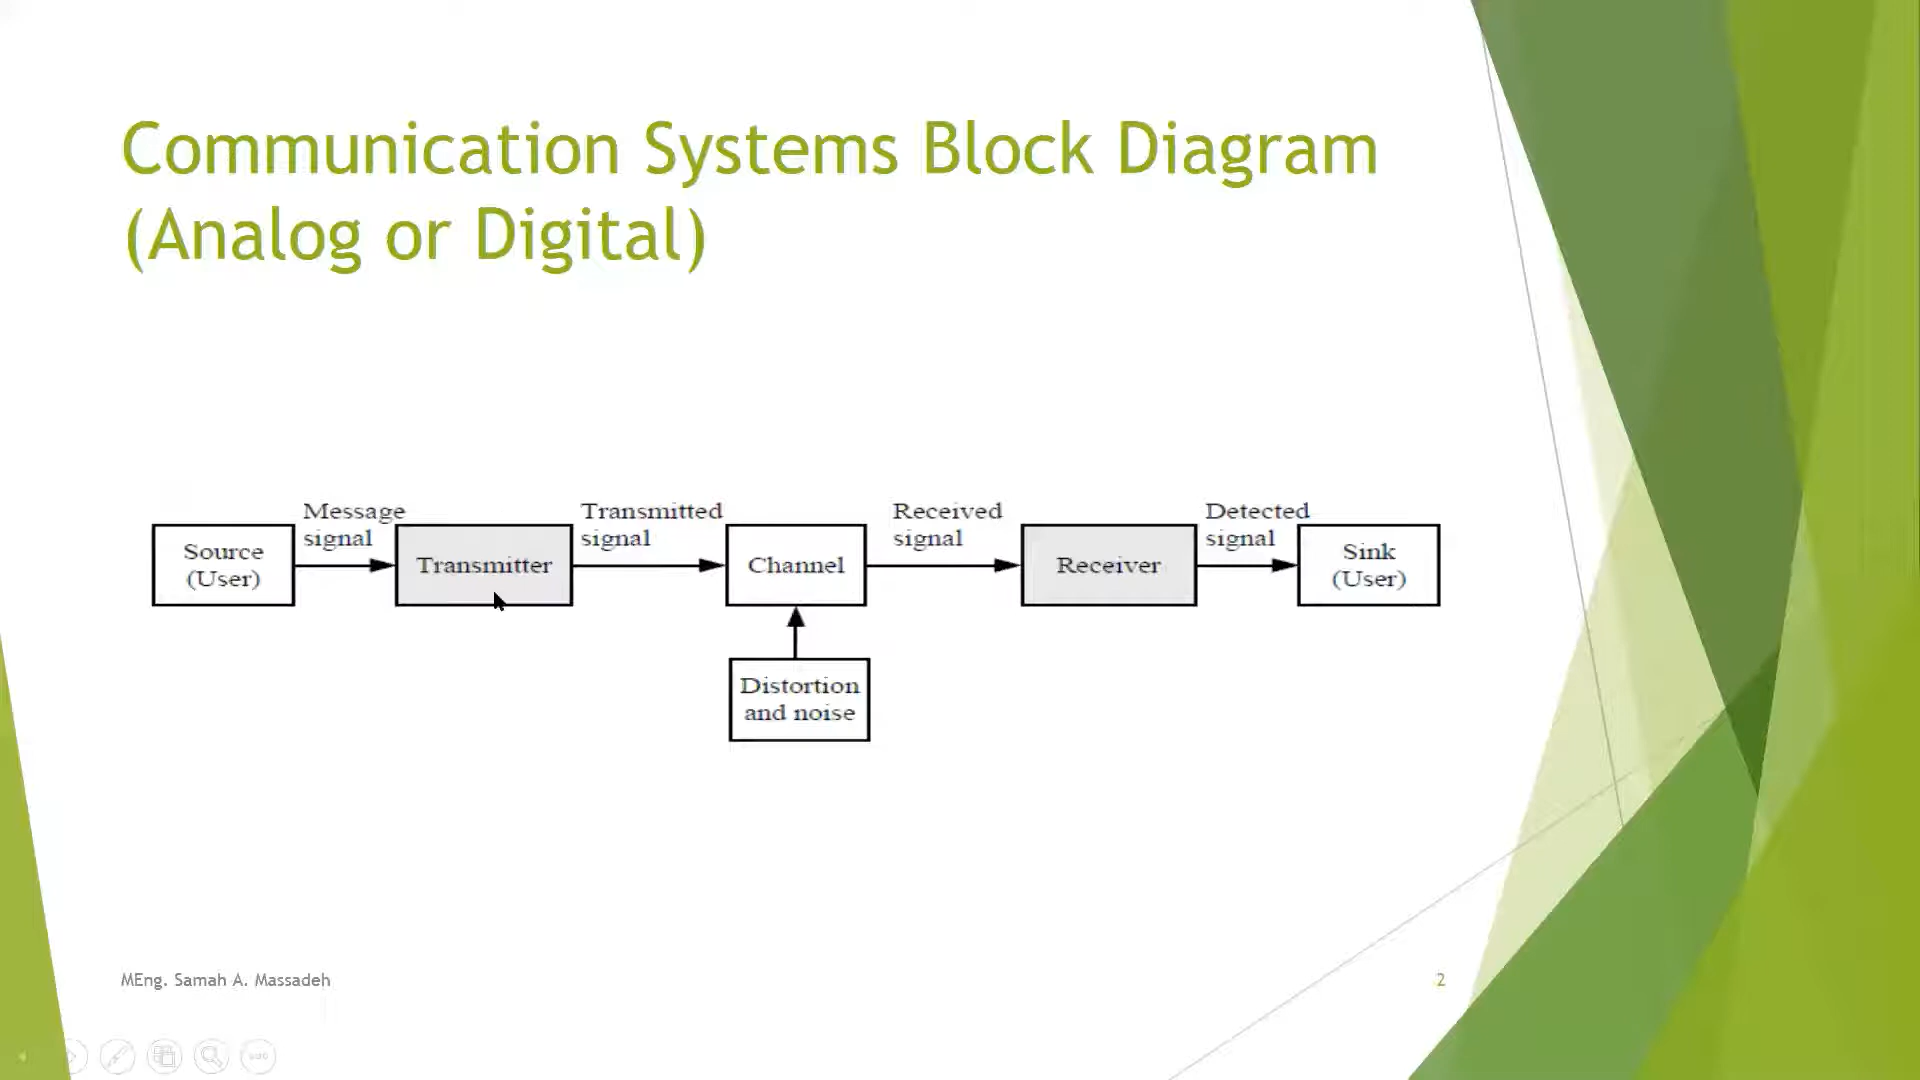 Communication Systems Block Diagram
(Analog or Digital)
Source
(User)
Message
signal
Transmitter
Transmitted
signal
Channel
Received
signal
Receiver
Detected
signal
Sink
(User)
Distortion
and noise
MEng. Samah A. Massadeh
2